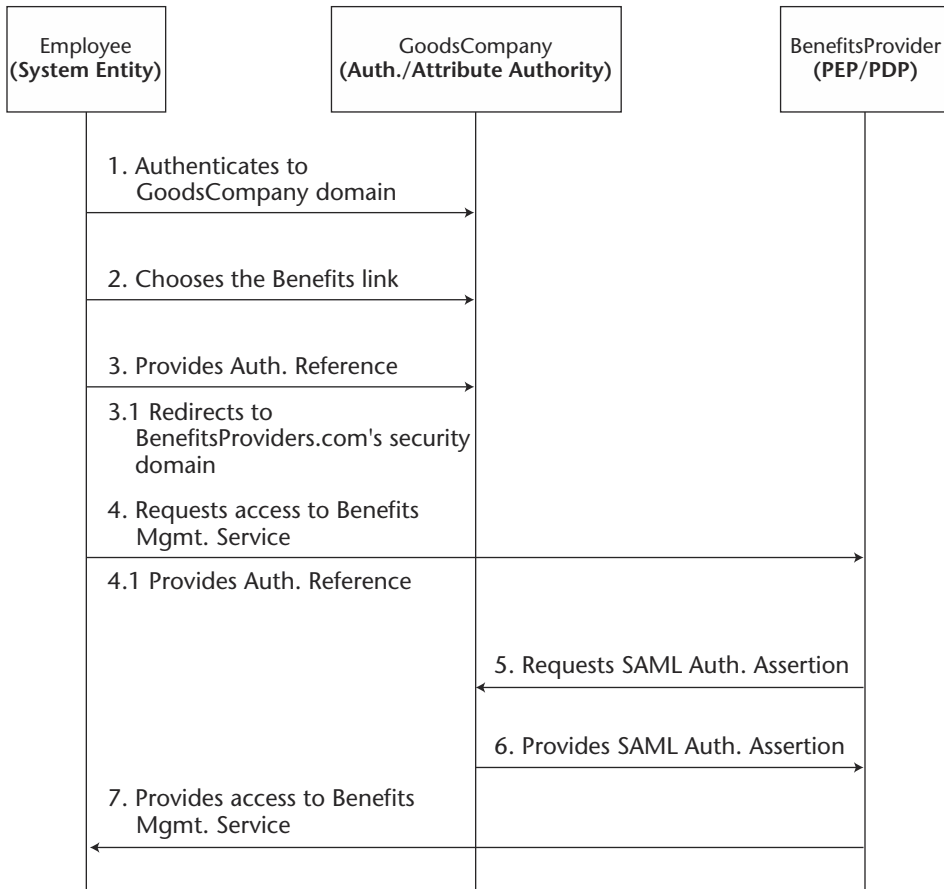 Employee
(System Entity)
GoodsCompany
(Auth./Attribute Authority)
BenefitsProvider
(PEP/PDP)
1. Authenticates to
GoodsCompany domain
2. Chooses the Benefits link
3. Provides Auth. Reference
3.1 Redirects to
BenefitsProviders.com's security
domain
4. Requests access to Benefits
Mgmt. Service
4.1 Provides Auth. Reference
5. Requests SAML Auth. Assertion
6. Provides SAML Auth. Assertion
7. Provides access to Benefits
Mgmt. Service